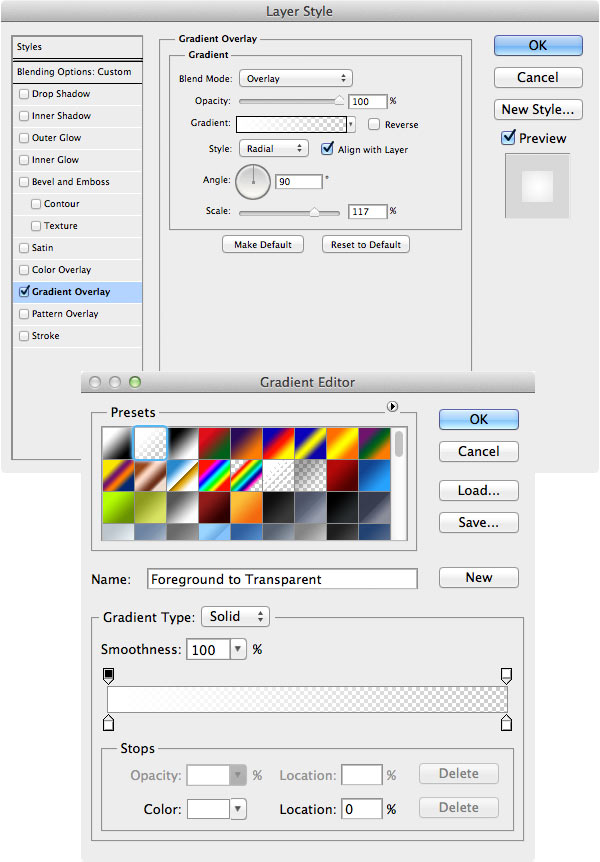 Layer Style
Styles
Blending Options: Custom
Drop Shadow
Inner Shadow
Outer Glow
Inner Glow
Bevel and Emboss
Contour
Texture
Satin
Color Overlay
Gradient Overlay
Pattern Overlay
Stroke
Gradient Overlay
Gradient
Blend Mode: Overlay
Opacity: 100 %
Gradient: Reverse
Style: Radial Align with Layer
Angle: 90 °
Scale: 117 %
Make Default Reset to Default
OK
Cancel
New Style...
Preview
Gradient Editor
Presets
OK
Cancel
Load...
Save...
Name: Foreground to Transparent New
Gradient Type: Solid
Smoothness: 100 %
Stops
Opacity: % Location: % Delete
Color: Location: 0 % Delete